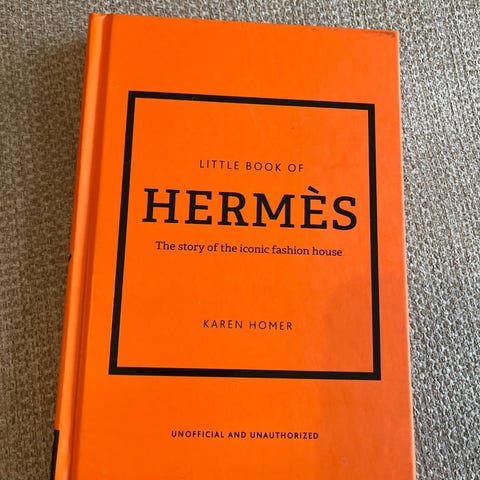 LITTLE BOOK OF
HERMÈS
The story of the iconic fashion house
KAREN HOMER
UNOFFICIAL AND UNAUTHORIZED